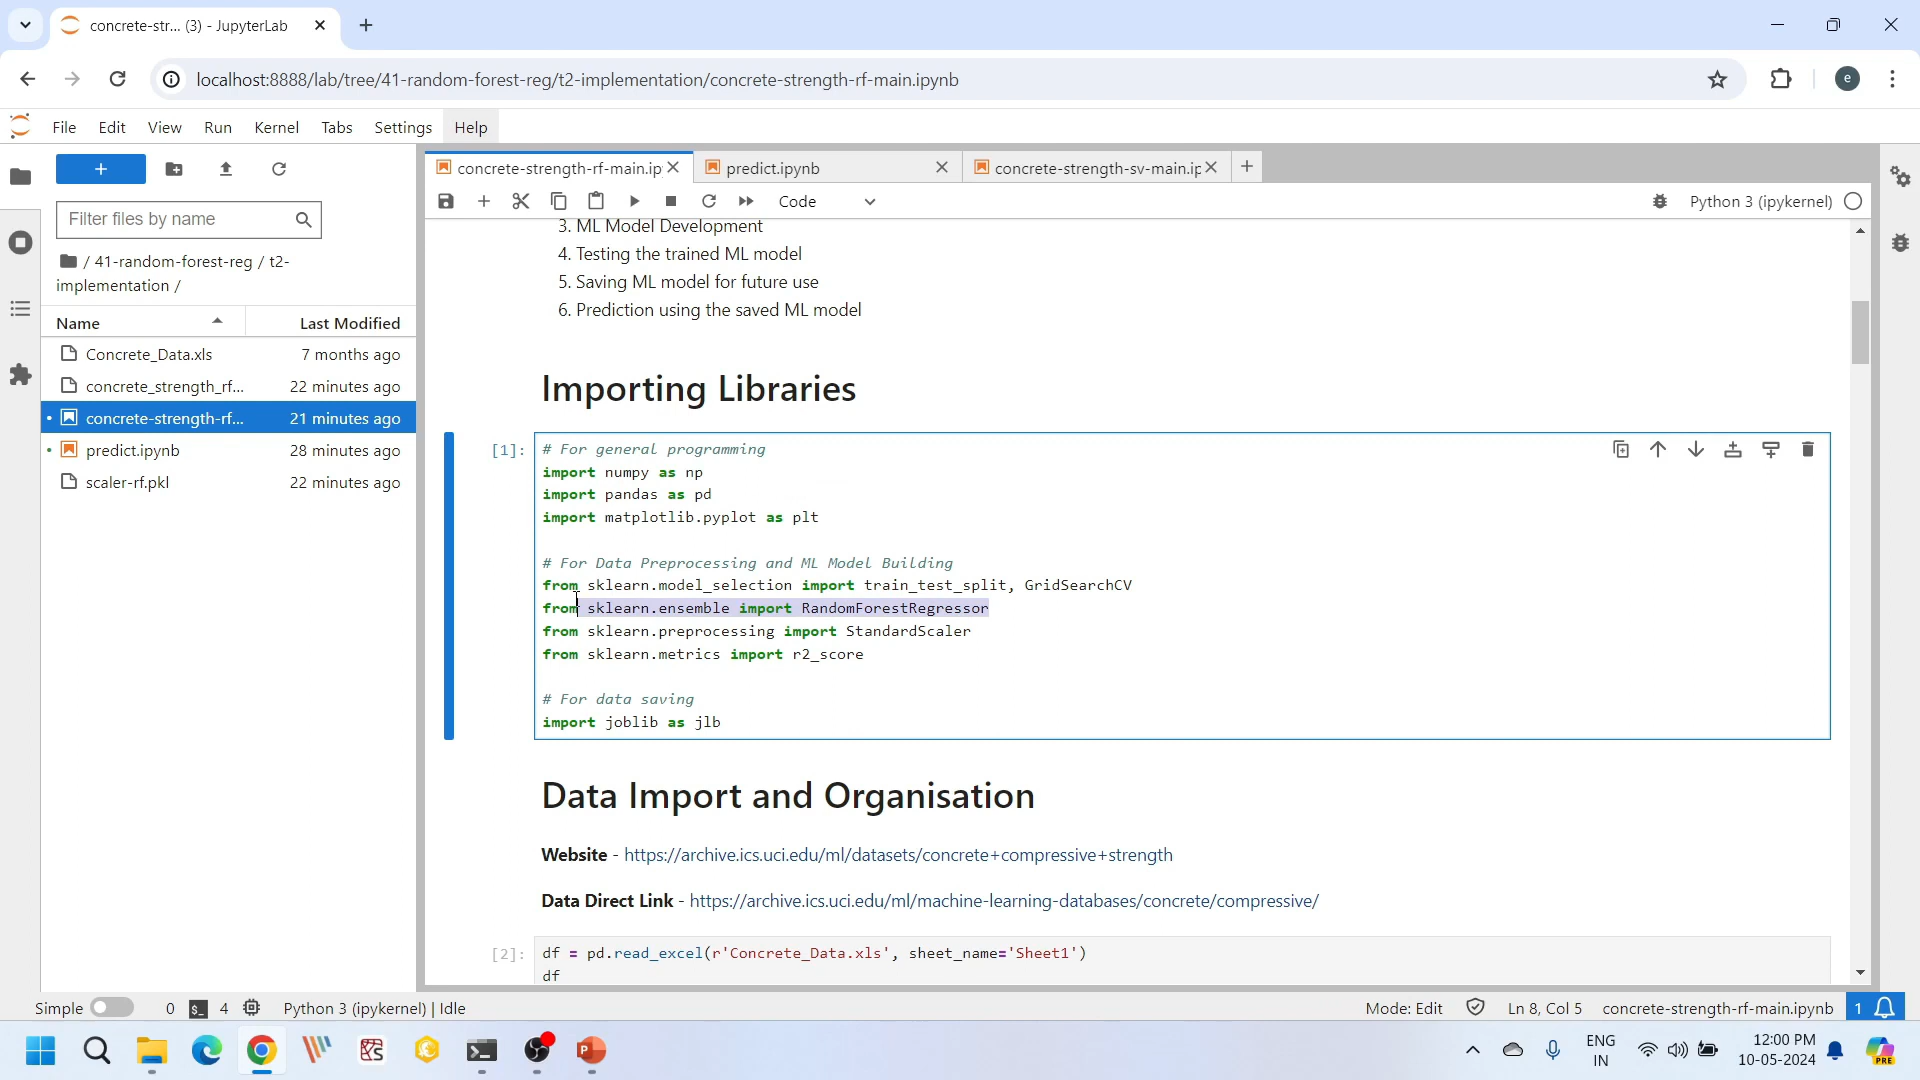 concrete-str... (3) - JupyterLab
localhost:8888/lab/tree/41-random-forest-reg/t2-implementation/concrete-strength-rf-main.ipynb
e
File Edit View Run Kernel Tabs Settings Help
concrete-strength-rf-main.ip
predict.ipynb
concrete-strength-sv-main.ip
Filter files by name
Code
Python 3 (ipykernel)
/ 41-random-forest-reg / t2-
implementation /
Name Last Modified
Concrete_Data.xls 7 months ago
concrete_strength_rf... 22 minutes ago
concrete-strength-rf... 21 minutes ago
predict.ipynb 28 minutes ago
scaler-rf.pkl 22 minutes ago
3. ML Model Development
4. Testing the trained ML model
5. Saving ML model for future use
6. Prediction using the saved ML model
Importing Libraries
[1]: # For general programming
import numpy as np
import pandas as pd
import matplotlib.pyplot as plt
# For Data Preprocessing and ML Model Building
from sklearn.model_selection import train_test_split, GridSearchCV
from sklearn.ensemble import RandomForestRegressor
from sklearn.preprocessing import StandardScaler
from sklearn.metrics import r2_score
# For data saving
import joblib as jlb
Data Import and Organisation
Website - https://archive.ics.uci.edu/ml/datasets/concrete+compressive+strength
Data Direct Link - https://archive.ics.uci.edu/ml/machine-learning-databases/concrete/compressive/
[2]: df = pd.read_excel(r'Concrete_Data.xls', sheet_name='Sheet1')
df
Simple 0 $_ 4 Python 3 (ipykernel) | Idle
Mode: Edit Ln 8, Col 5 concrete-strength-rf-main.ipynb 1
ENG
IN
12:00 PM
10-05-2024
PRE